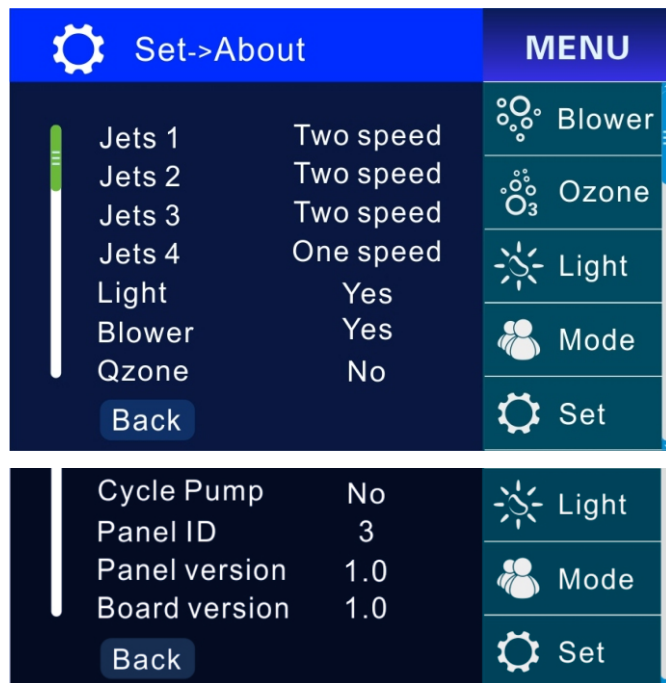 Set->About
MENU
Jets 1 Two speed
Jets 2 Two speed
Jets 3 Two speed
Jets 4 One speed
Light Yes
Blower Yes
Qzone No
Back
Blower
O3 Ozone
Light
Mode
Set
Cycle Pump No
Panel ID 3
Panel version 1.0
Board version 1.0
Back
Light
Mode
Set